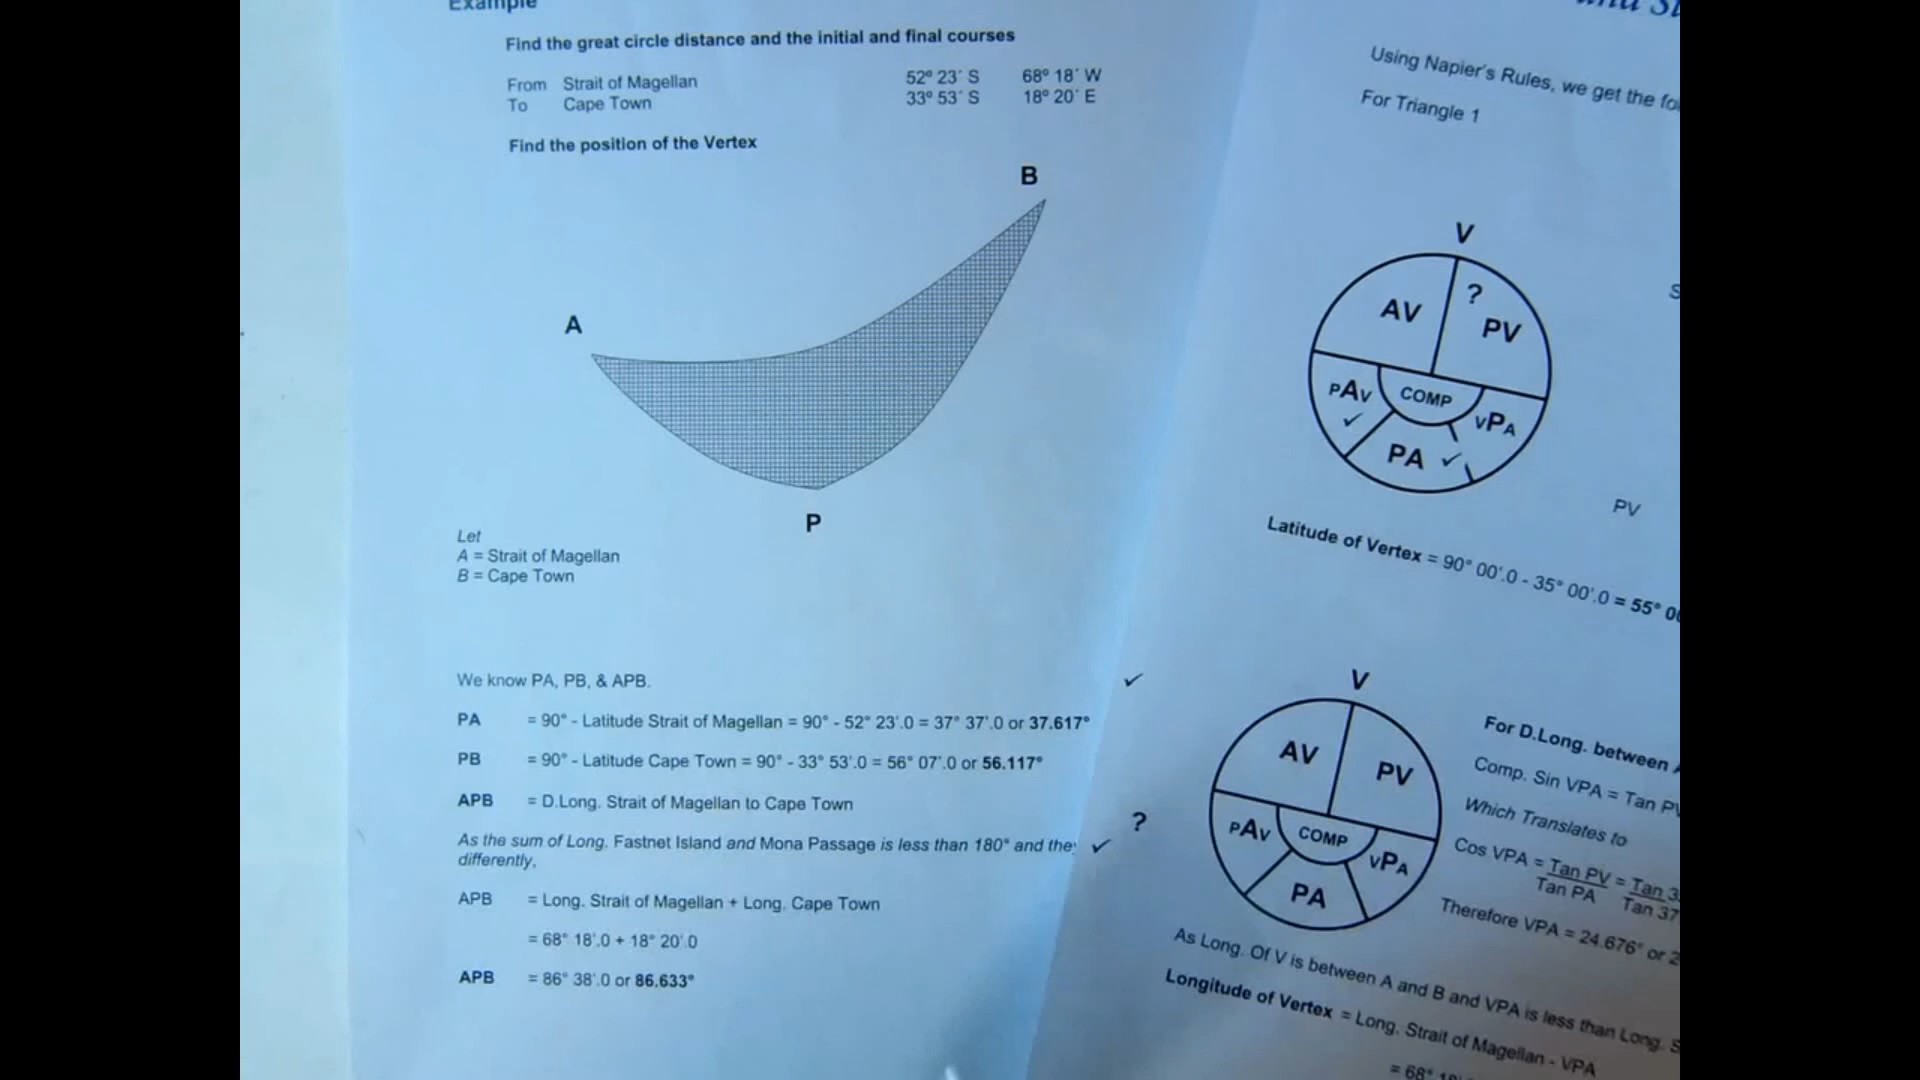 Example
Find the great circle distance and the initial and final courses
From Strait of Magellan 52° 23´ S 68° 18´ W
To Cape Town 33° 53´ S 18° 20´ E
Find the position of the Vertex
B
A
P
Let
A = Strait of Magellan
B = Cape Town
We know PA, PB, & APB. ✓
PA = 90° - Latitude Strait of Magellan = 90° - 52° 23'.0 = 37° 37'.0 or 37.617°
PB = 90° - Latitude Cape Town = 90° - 33° 53'.0 = 56° 07'.0 or 56.117°
APB = D.Long. Strait of Magellan to Cape Town
?
As the sum of Long. Fastnet Island and Mona Passage is less than 180° and ✓
differently,
APB = Long. Strait of Magellan + Long. Cape Town
= 68° 18'.0 + 18° 20'.0
APB = 86° 38'.0 or 86.633°
and
Using Napier's Rules, we get the
For Triangle 1
V
AV
?
PV
PAV ✓
COMP
VPA
PA ✓
PV
Latitude of Vertex = 90° 00'.0 - 35° 00'.0 = 55°
V
AV
PV
PAV
COMP
VPA
PA
For D.Long. between
Comp. Sin VPA = Tan
Which Translates to
Cos VPA = Tan PV = Tan
Tan PA Tan 37
Therefore VPA = 24.676° or
As Long. Of V is between A and B and VPA is less than Long.
Longitude of Vertex = Long. Strait of Magellan - VPA
= 68°